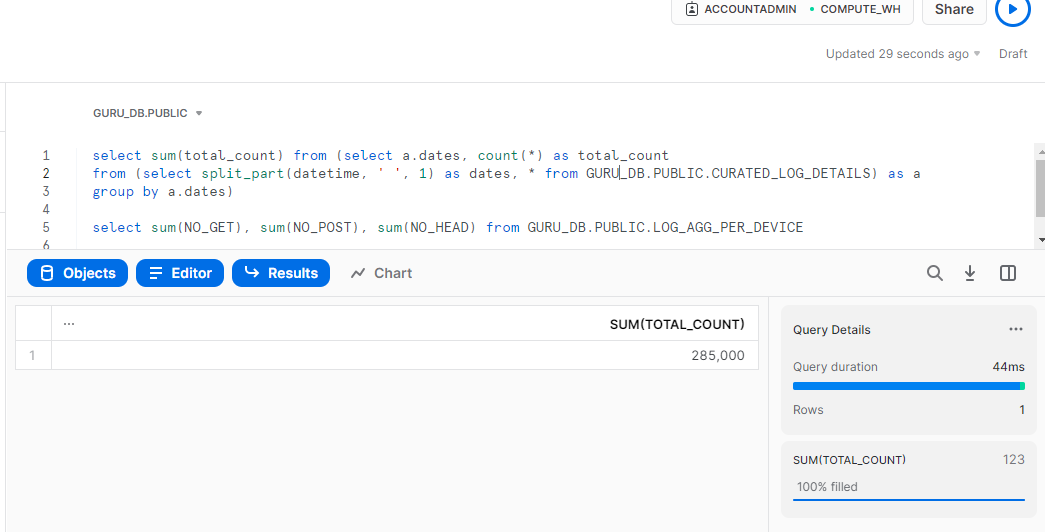 ACCOUNTADMIN • COMPUTE_WH Share
Updated 29 seconds ago Draft
GURU_DB.PUBLIC
1 select sum(total_count) from (select a.dates, count(*) as total_count
2 from (select split_part(datetime, ' ', 1) as dates, * from GURU_DB.PUBLIC.CURATED_LOG_DETAILS) as a
3 group by a.dates)
4
5 select sum(NO_GET), sum(NO_POST), sum(NO_HEAD) from GURU_DB.PUBLIC.LOG_AGG_PER_DEVICE
6
Objects Editor Results Chart
... SUM(TOTAL_COUNT)
1 285,000
Query Details ...
Query duration 44ms
Rows 1
SUM(TOTAL_COUNT) 123
100% filled